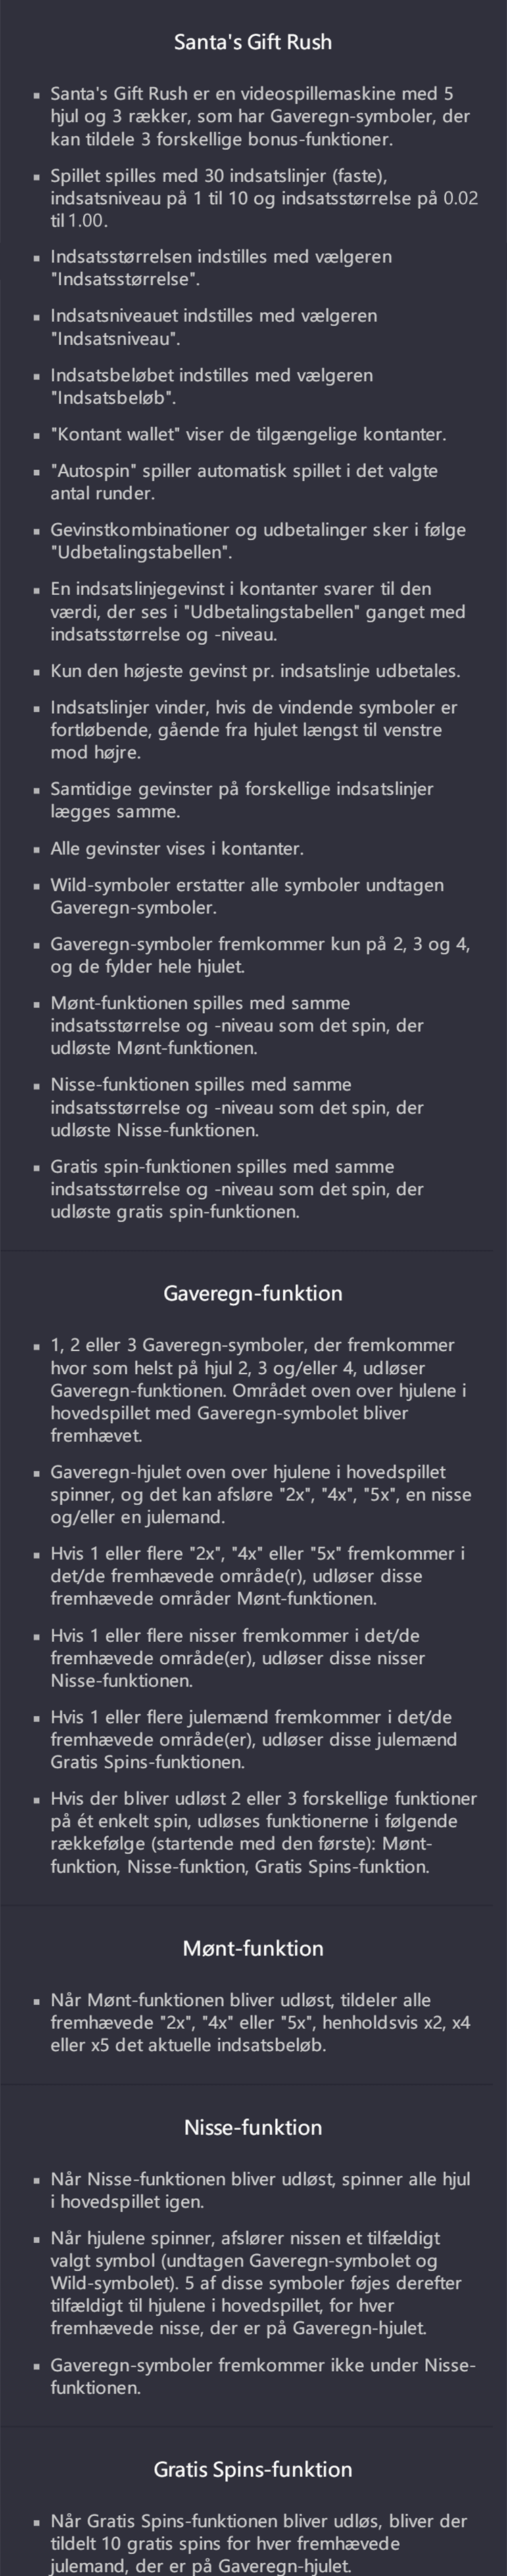 Santa's Gift Rush
▪ Santa's Gift Rush er en videospillemaskine med 5
hjul og 3 rækker, som har Gaveregn-symboler, der
kan tildele 3 forskellige bonus-funktioner.
▪ Spillet spilles med 30 indsatslinjer (faste),
indsatsniveau på 1 til 10 og indsatsstørrelse på 0.02
til 1.00.
▪ Indsatsstørrelsen indstilles med vælgeren
"Indsatsstørrelse".
▪ Indsatsniveauet indstilles med vælgeren
"Indsatsniveau".
▪ Indsatsbeløbet indstilles med vælgeren
"Indsatsbeløb".
▪ "Kontant wallet" viser de tilgængelige kontanter.
▪ "Autospin" spiller automatisk spillet i det valgte
antal runder.
▪ Gevinstkombinationer og udbetalinger sker i følge
"Udbetalingstabellen".
▪ En indsatslinjegevinst i kontanter svarer til den
værdi, der ses i "Udbetalingstabellen" ganget med
indsatsstørrelse og -niveau.
▪ Kun den højeste gevinst pr. indsatslinje udbetales.
▪ Indsatslinjer vinder, hvis de vindende symboler er
fortløbende, gående fra hjulet længst til venstre
mod højre.
▪ Samtidige gevinster på forskellige indsatslinjer
lægges samme.
▪ Alle gevinster vises i kontanter.
▪ Wild-symboler erstatter alle symboler undtagen
Gaveregn-symboler.
▪ Gaveregn-symboler fremkommer kun på 2, 3 og 4,
og de fylder hele hjulet.
▪ Mønt-funktionen spilles med samme
indsatsstørrelse og -niveau som det spin, der
udløste Mønt-funktionen.
▪ Nisse-funktionen spilles med samme
indsatsstørrelse og -niveau som det spin, der
udløste Nisse-funktionen.
▪ Gratis spin-funktionen spilles med samme
indsatsstørrelse og -niveau som det spin, der
udløste gratis spin-funktionen.
Gaveregn-funktion
▪ 1, 2 eller 3 Gaveregn-symboler, der fremkommer
hvor som helst på hjul 2, 3 og/eller 4, udløser
Gaveregn-funktionen. Området oven over hjulene i
hovedspillet med Gaveregn-symbolet bliver
fremhævet.
▪ Gaveregn-hjulet oven over hjulene i hovedspillet
spinner, og det kan afsløre "2x", "4x", "5x", en nisse
og/eller en julemand.
▪ Hvis 1 eller flere "2x", "4x" eller "5x" fremkommer i
det/de fremhævede område(r), udløser disse
fremhævede områder Mønt-funktionen.
▪ Hvis 1 eller flere nisser fremkommer i det/de
fremhævede område(er), udløser disse nisser
Nisse-funktionen.
▪ Hvis 1 eller flere julemænd fremkommer i det/de
fremhævede område(er), udløser disse julemænd
Gratis Spins-funktionen.
▪ Hvis der bliver udløst 2 eller 3 forskellige funktioner
på ét enkelt spin, udløses funktionerne i følgende
rækkefølge (startende med den første): Mønt-
funktion, Nisse-funktion, Gratis Spins-funktion.
Mønt-funktion
▪ Når Mønt-funktionen bliver udløst, tildeler alle
fremhævede "2x", "4x" eller "5x", henholdsvis x2, x4
eller x5 det aktuelle indsatsbeløb.
Nisse-funktion
▪ Når Nisse-funktionen bliver udløst, spinner alle hjul
i hovedspillet igen.
▪ Når hjulene spinner, afslører nissen et tilfældigt
valgt symbol (undtagen Gaveregn-symbolet og
Wild-symbolet). 5 af disse symboler føjes derefter
tilfældigt til hjulene i hovedspillet, for hver
fremhævede nisse, der er på Gaveregn-hjulet.
▪ Gaveregn-symboler fremkommer ikke under Nisse-
funktionen.
Gratis Spins-funktion
▪ Når Gratis Spins-funktionen bliver udløs, bliver der
tildelt 10 gratis spins for hver fremhævede
julemand, der er på Gaveregn-hjulet.